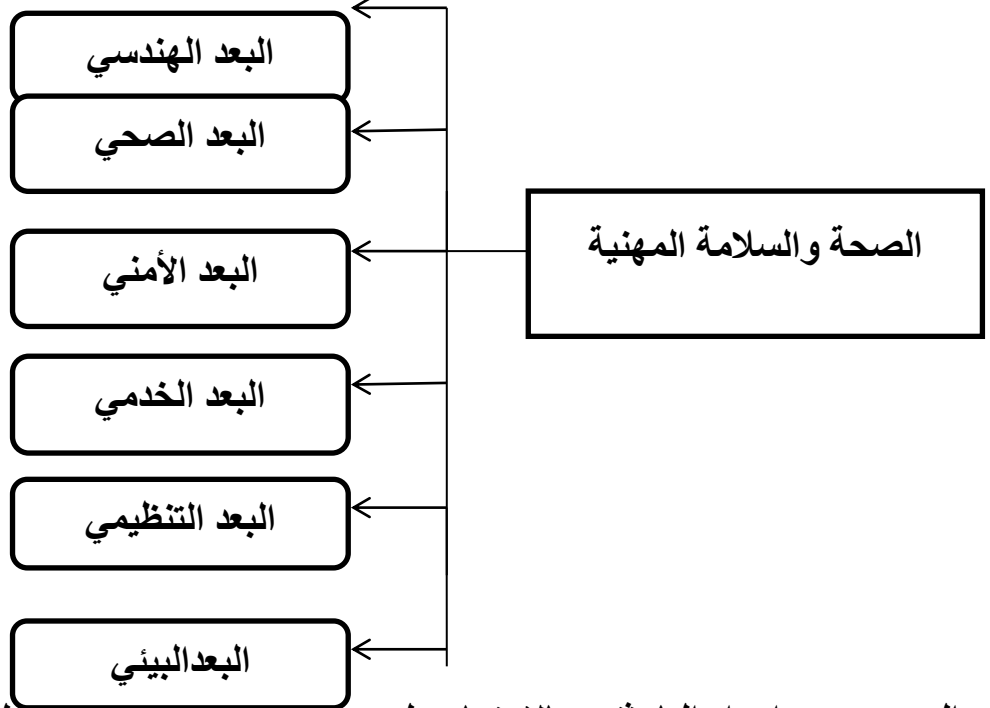 البعد الهندسي
البعد الصحي
الصحة والسلامة المهنية
البعد الأمني
البعد الخدمي
البعد التنظيمي
البعدالبيئي